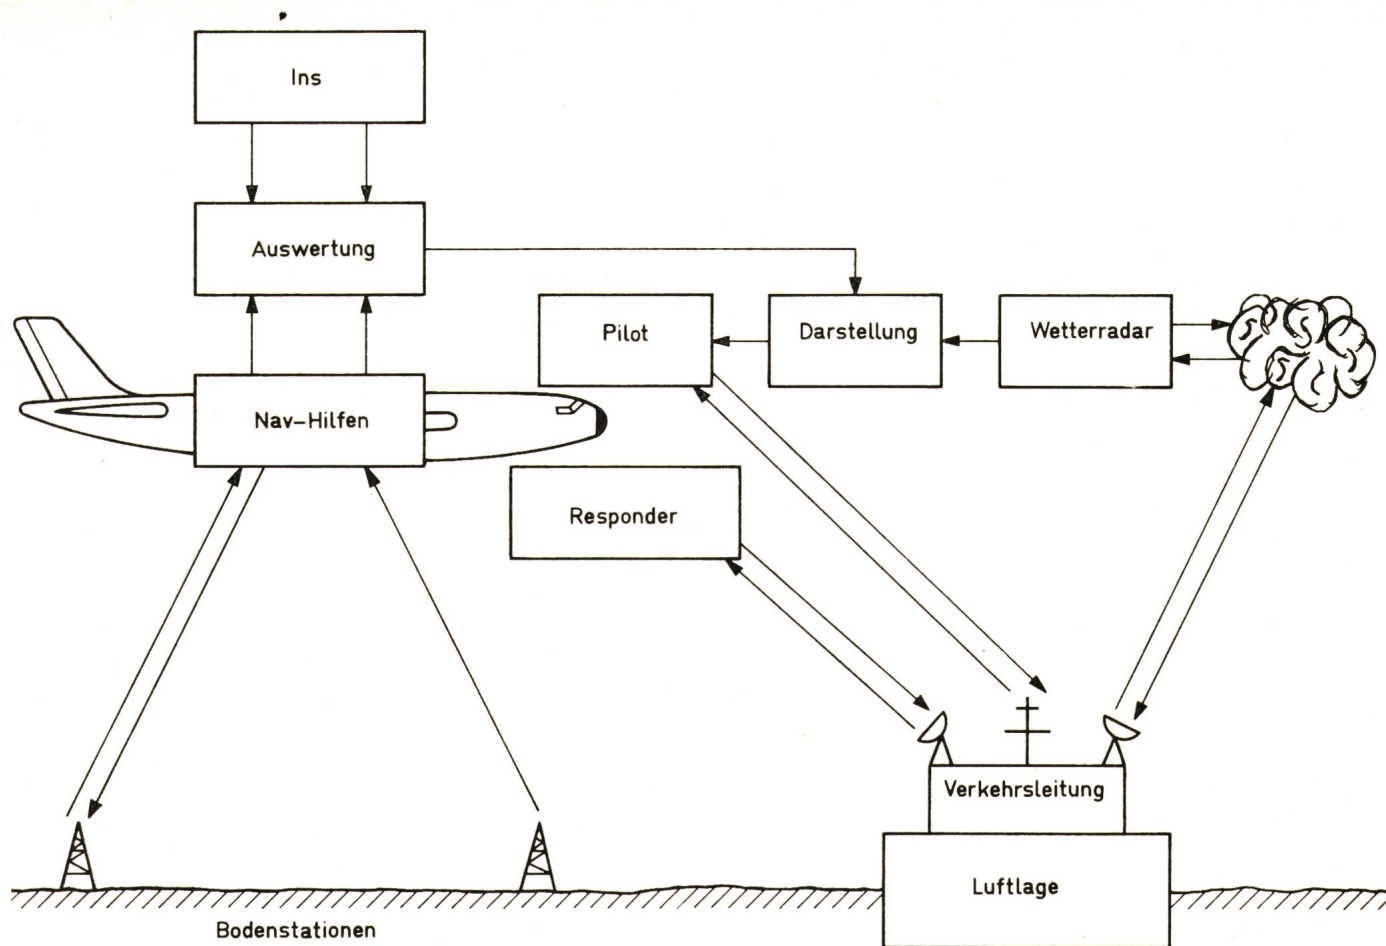 Ins
Auswertung
Pilot
Darstellung
Wetterradar
Nav-Hilfen
Responder
Verkehrsleitung
Luftlage
Bodenstationen